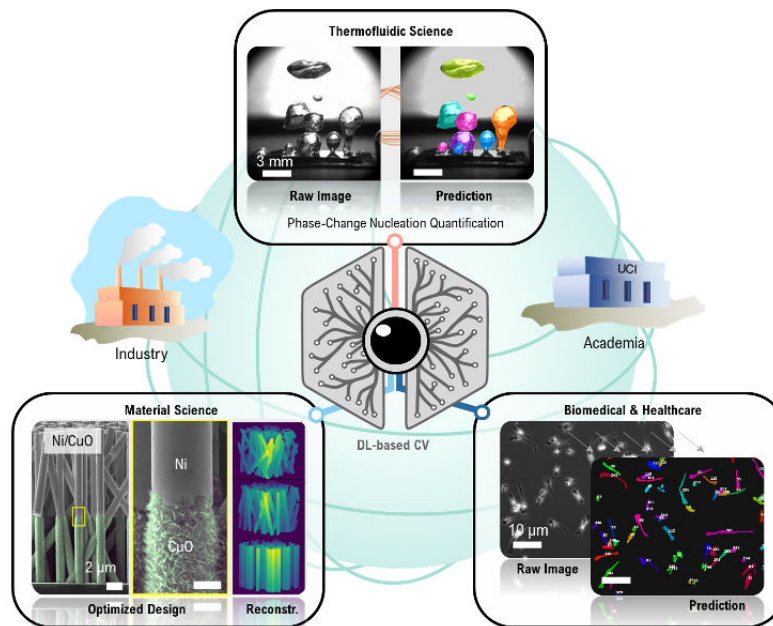 Thermofluidic Science
3 mm
Raw Image
Prediction
Phase-Change Nucleation Quantification
Industry
UCI
Academia
DL-based CV
Material Science
Ni/CuO
2 µm
Ni
CuO
Optimized Design
Reconstr.
Biomedical & Healthcare
10 µm
Raw Image
Prediction